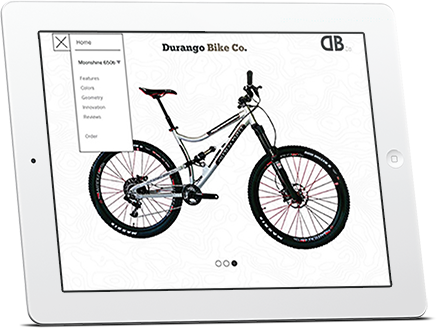 Home
Durango Bike Co.
DB
Moonshine 650b ▾
Features
Colors
Geometry
Innovation
Reviews
Order